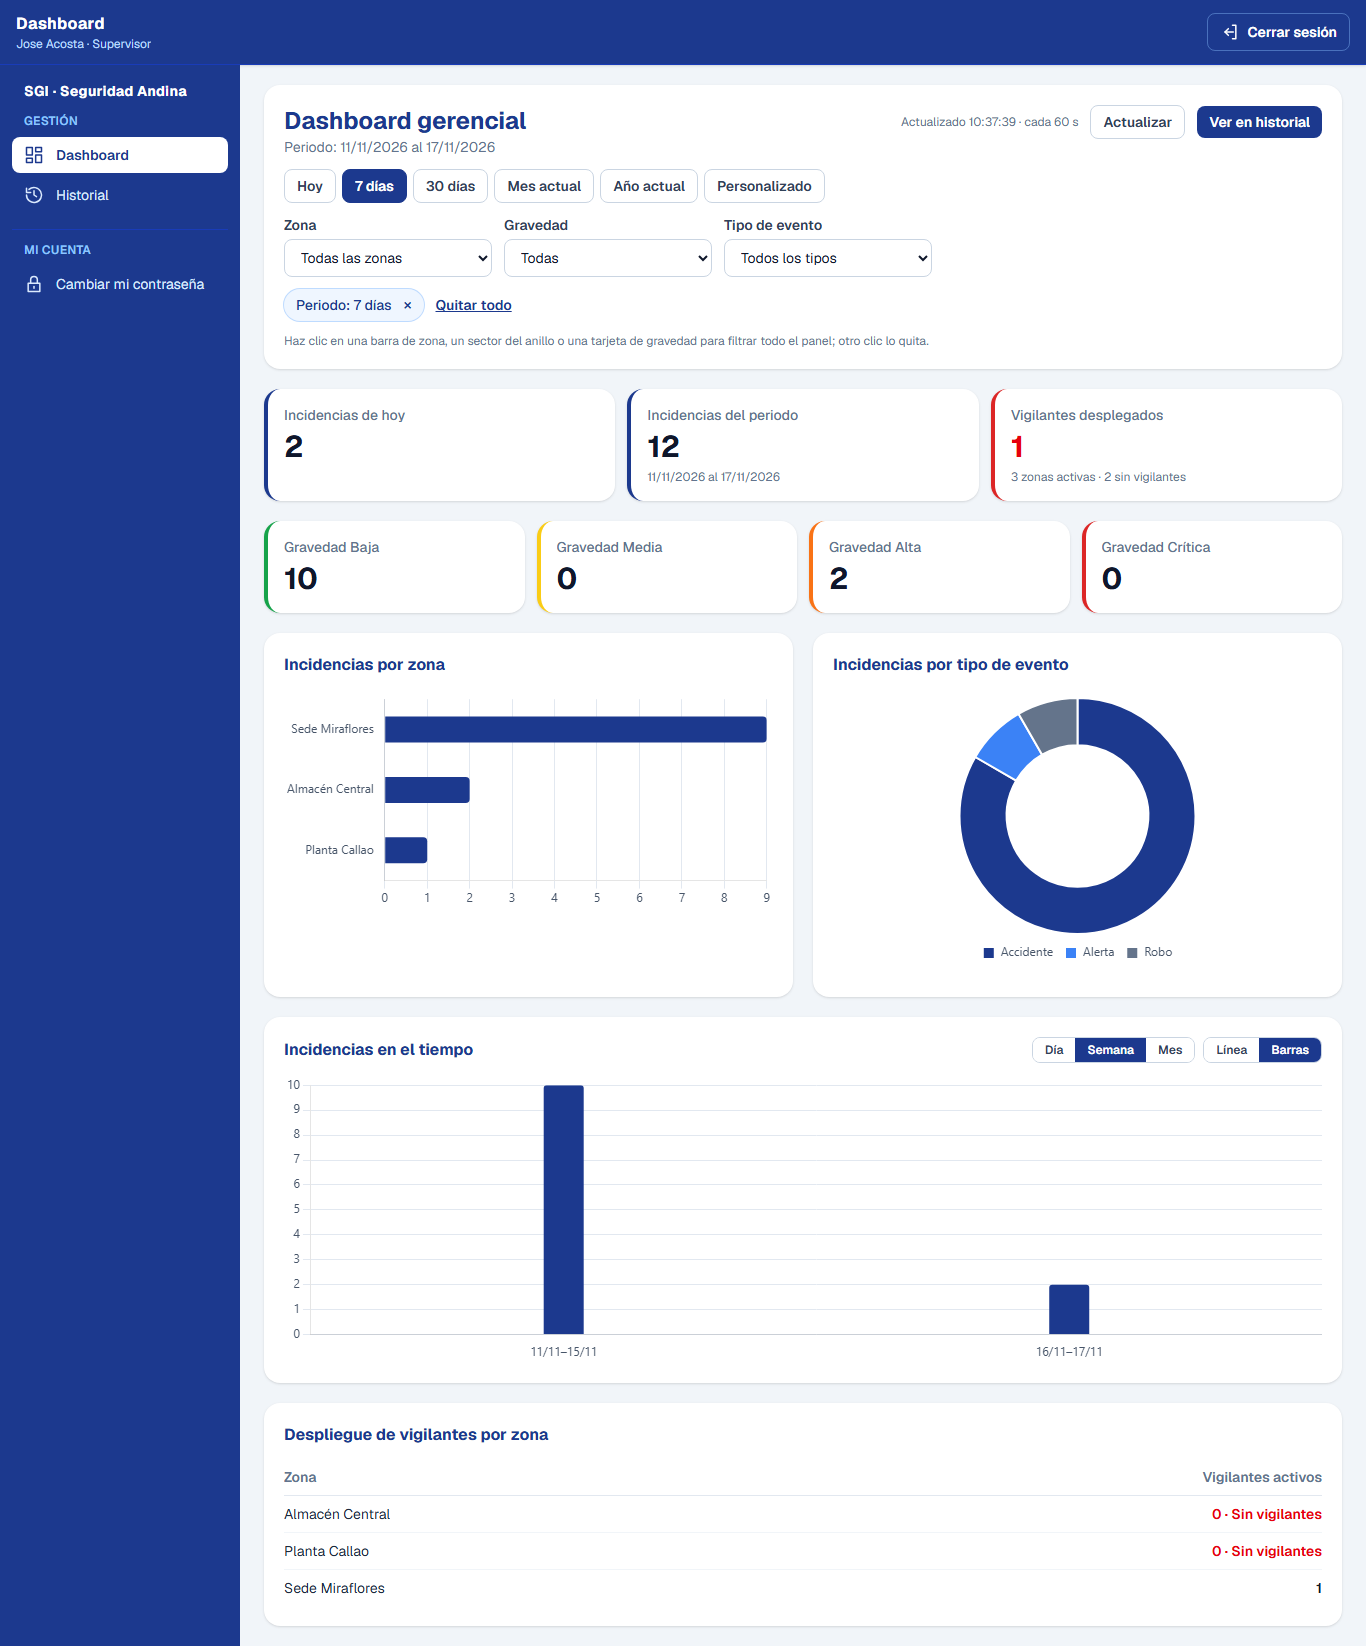 Dashboard
Jose Acosta · Supervisor
Cerrar sesión
SGI · Seguridad Andina
GESTIÓN
Dashboard
Historial
MI CUENTA
Cambiar mi contraseña
Dashboard gerencial
Periodo: 11/11/2026 al 17/11/2026
Actualizado 10:37:39 · cada 60 s
Actualizar
Ver en historial
Hoy
7 días
30 días
Mes actual
Año actual
Personalizado
Zona
Gravedad
Tipo de evento
Todas las zonas
Todas
Todos los tipos
Periodo: 7 días ×
Quitar todo
Haz clic en una barra de zona, un sector del anillo o una tarjeta de gravedad para filtrar todo el panel; otro clic lo quita.
Incidencias de hoy
2
Incidencias del periodo
12
11/11/2026 al 17/11/2026
Vigilantes desplegados
1
3 zonas activas · 2 sin vigilantes
Gravedad Baja
10
Gravedad Media
0
Gravedad Alta
2
Gravedad Crítica
0
Incidencias por zona
Sede Miraflores
Almacén Central
Planta Callao
0 1 2 3 4 5 6 7 8 9
Incidencias por tipo de evento
Accidente Alerta Robo
Incidencias en el tiempo
Día Semana Mes
Línea Barras
10
9
8
7
6
5
4
3
2
1
0
11/11–15/11
16/11–17/11
Despliegue de vigilantes por zona
Zona Vigilantes activos
Almacén Central 0 · Sin vigilantes
Planta Callao 0 · Sin vigilantes
Sede Miraflores 1